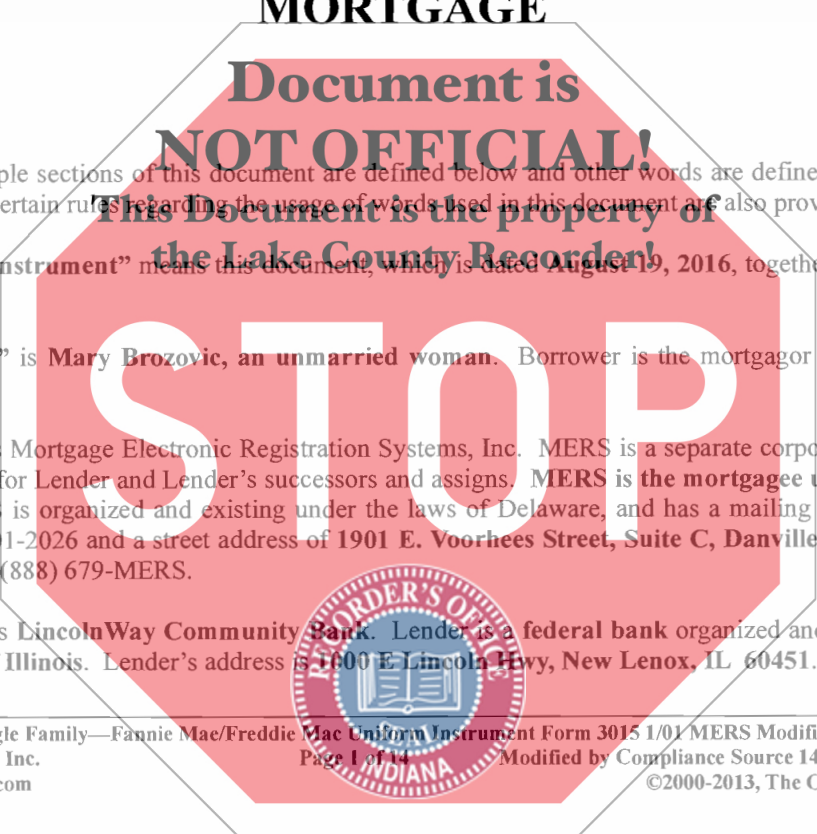 MORTGAGE
Document is
NOT OFFICIAL!
ple sections of this document are defined below and other words are define
ertain rules regarding the usage of words used in this document are also prov
This Document is the property of
the Lake County Recorder!
nstrument” means this document, which is dated August 19, 2016, togethe
” is Mary Brozovic, an unmarried woman. Borrower is the mortgagor
STOP
s Mortgage Electronic Registration Systems, Inc. MERS is a separate corpo
for Lender and Lender’s successors and assigns. MERS is the mortgagee u
s is organized and existing under the laws of Delaware, and has a mailing
01-2026 and a street address of 1901 E. Voorhees Street, Suite C, Danville
(888) 679-MERS.
s LincolnWay Community Bank. Lender is a federal bank organized and
Illinois. Lender’s address is 1000 E Lincoln Hwy, New Lenox, IL 60451.
RECORDER'S OFFICE
SEAL
INDIANA
gle Family—Fannie Mae/Freddie Mac Uniform Instrument Form 3015 1/01 MERS Modifi
Inc. Page 1 of 14 Modified by Compliance Source 14
com ©2000-2013, The C